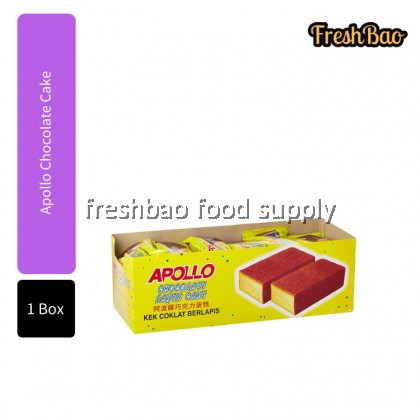 FreshBao
Apollo Chocolate Cake
freshbao food supply
APOLLO
CHOCOLATE
LAYER CAKE
阿波羅巧克力蛋糕
KEK COKLAT BERLAPIS
1 Box